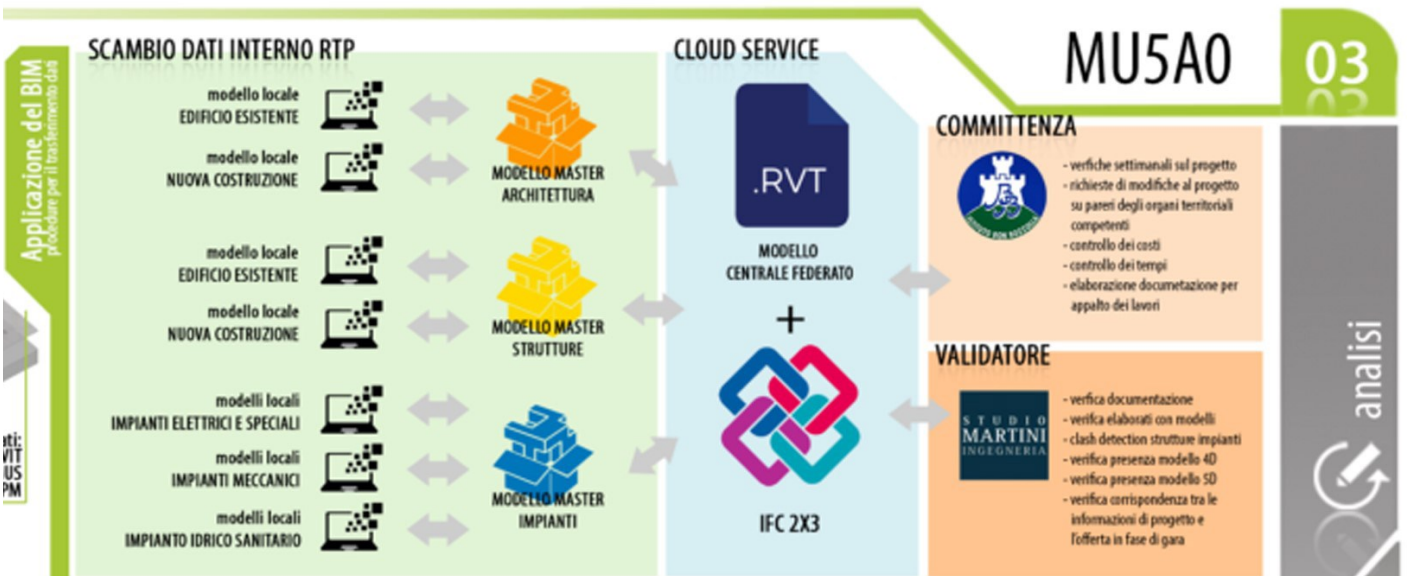 Applicazione del BIM
procedure per il trasferimento dati
SCAMBIO DATI INTERNO RTP
modello locale
EDIFICIO ESISTENTE
modello locale
NUOVA COSTRUZIONE
MODELLO MASTER
ARCHITETTURA
modello locale
EDIFICIO ESISTENTE
modello locale
NUOVA COSTRUZIONE
MODELLO MASTER
STRUTTURE
modelli locali
IMPIANTI ELETTRICI E SPECIALI
modelli locali
IMPIANTI MECCANICI
modelli locali
IMPIANTO IDRICO SANITARIO
MODELLO MASTER
IMPIANTI
CLOUD SERVICE
.RVT
MODELLO
CENTRALE FEDERATO
+
IFC 2X3
MU5A0
03
COMMITTENZA
- verfiche settimanali sul progetto
- richieste di modifiche al progetto
su pareri degli organi territoriali
competenti
- controllo dei costi
- controllo dei tempi
- elaborazione documetazione per
appalto dei lavori
VALIDATORE
STUDIO
MARTINI
INGEGNERIA
- verfica documentazione
- verifca elaborati con modelli
- clash detection strutture impianti
- verifica presenza modello 4D
- verifica presenza modello 5D
- verifica corrispondenza tra le
informazioni di progetto e
l'offerta in fase di gara
analisi
ati:
VIT
US
PM